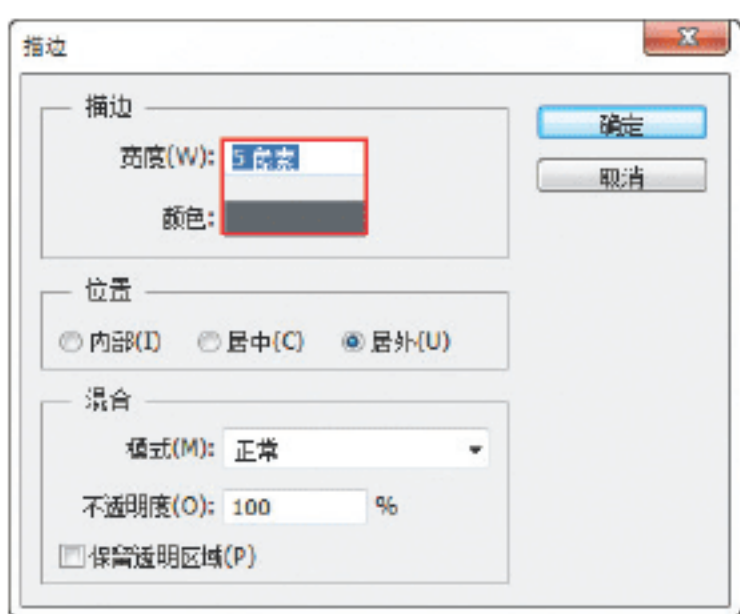 描边
描边
宽度(W): 5 像素
颜色:
确定
取消
位置
内部(I) 居中(C) 居外(U)
混合
模式(M): 正常
不透明度(O): 100 %
保留透明区域(P)